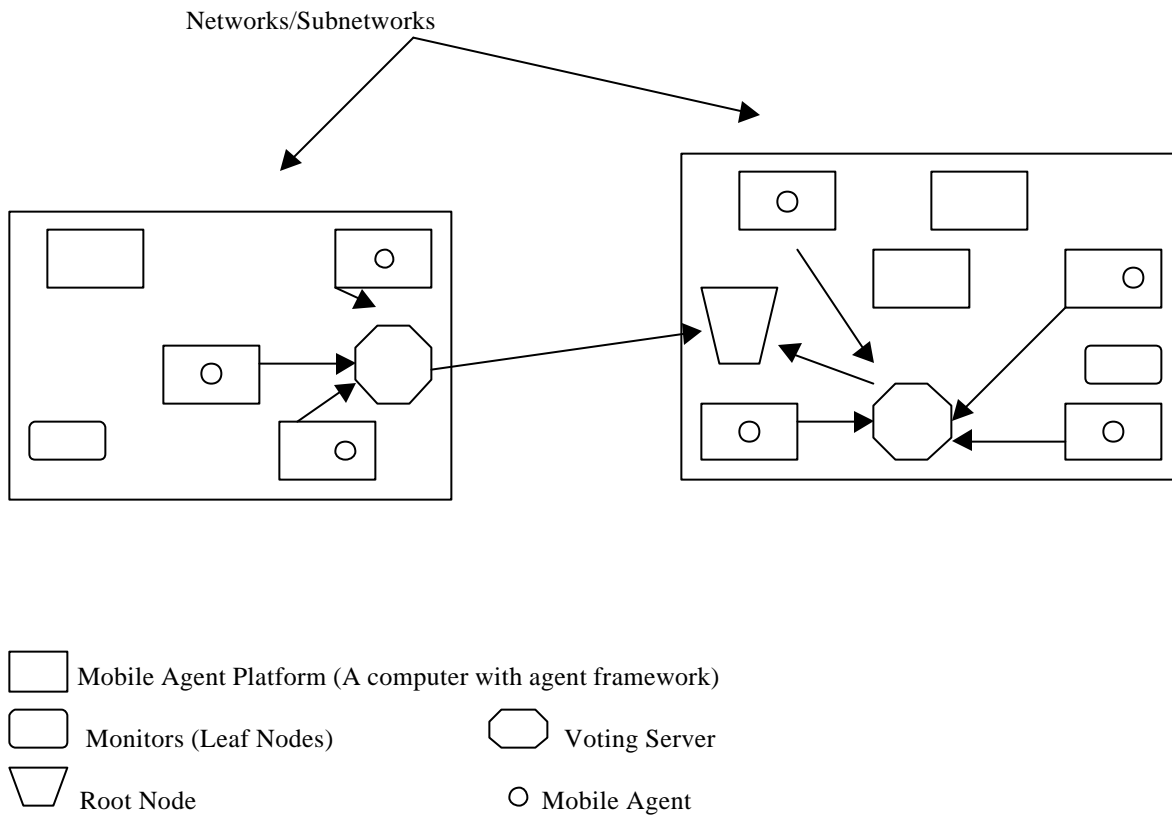 Networks/Subnetworks
Mobile Agent Platform (A computer with agent framework)
Monitors (Leaf Nodes)
Voting Server
Root Node
Mobile Agent